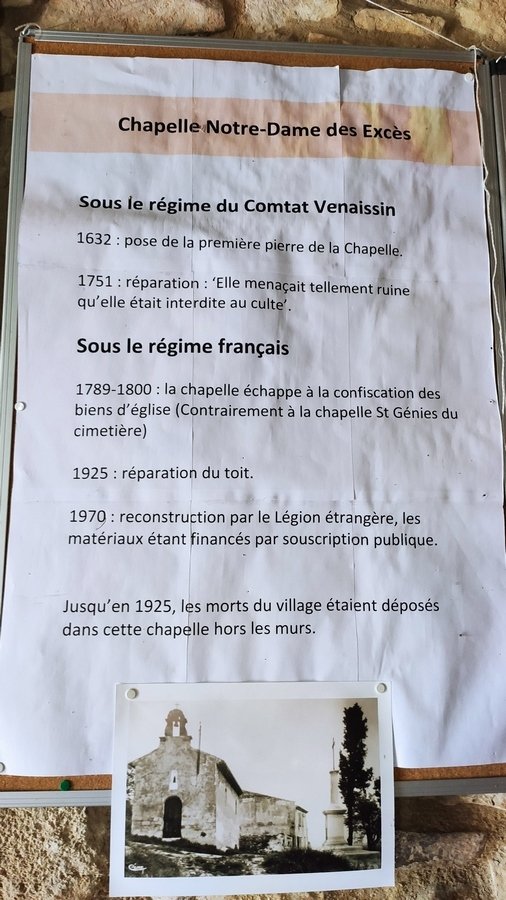 Chapelle Notre-Dame des Excès
Sous le régime du Comtat Venaissin
1632 : pose de la première pierre de la Chapelle.
1751 : réparation : ‘Elle menaçait tellement ruine
qu’elle était interdite au culte’.
Sous le régime français
1789-1800 : la chapelle échappe à la confiscation des
biens d’église (Contrairement à la chapelle St Génies du
cimetière)
1925 : réparation du toit.
1970 : reconstruction par le Légion étrangère, les
matériaux étant financés par souscription publique.
Jusqu’en 1925, les morts du village étaient déposés
dans cette chapelle hors les murs.